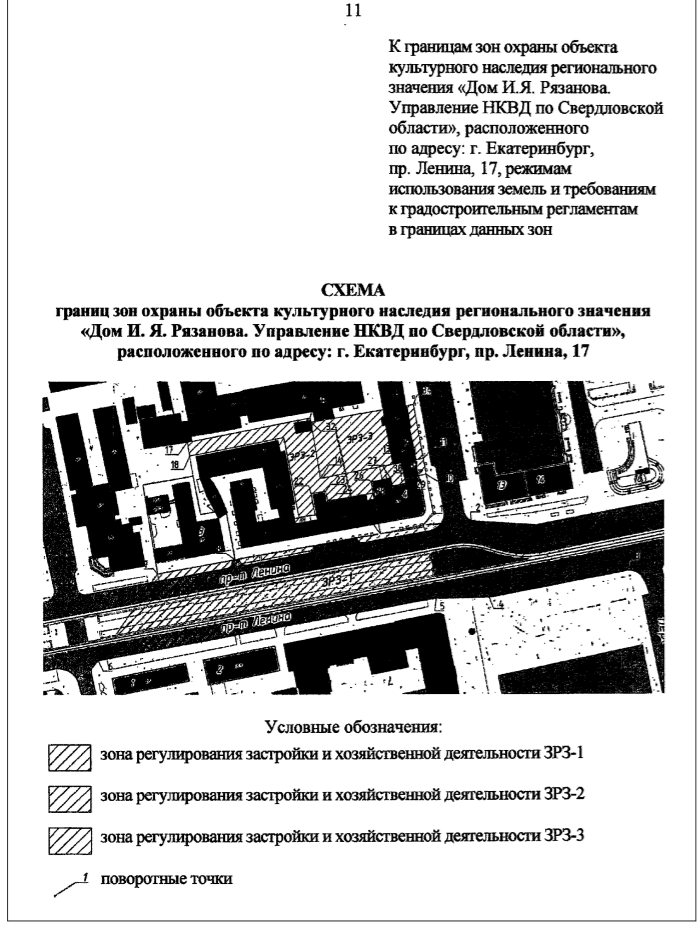 11
К границам зон охраны объекта
культурного наследия регионального
значения «Дом И.Я. Рязанова.
Управление НКВД по Свердловской
области», расположенного
по адресу: г. Екатеринбург,
пр. Ленина, 17, режимам
использования земель и требованиям
к градостроительным регламентам
в границах данных зон
СХЕМА
границ зон охраны объекта культурного наследия регионального значения
«Дом И. Я. Рязанова. Управление НКВД по Свердловской области»,
расположенного по адресу: г. Екатеринбург, пр. Ленина, 17
32
ЗРЗ-3
17
ЗРЗ-2
18
22
2
пр-т Ленина
ЗРЗ-1
пр-т Ленина
5
4
Условные обозначения:
зона регулирования застройки и хозяйственной деятельности ЗРЗ-1
зона регулирования застройки и хозяйственной деятельности ЗРЗ-2
зона регулирования застройки и хозяйственной деятельности ЗРЗ-3
1 поворотные точки